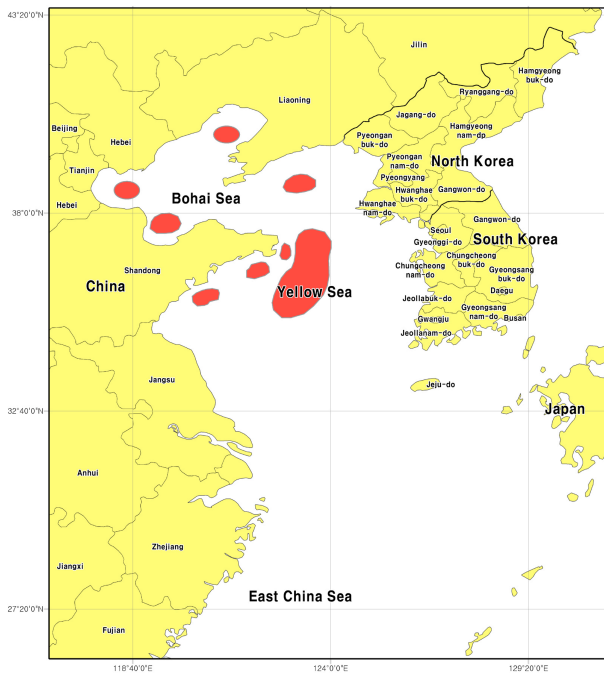 43°20'0"N
Jilin
Hamgyeong
buk-do
Ryanggang-do
Liaoning
Jagang-do
Beijing
Hebei
Pyeongan
buk-do
Hamgyeong
nam-dp
Tianjin
Pyeongan
nam-do
North Korea
Pyeongyang
Hebei
Bohai Sea
Hwanghae
buk-do
Gangwon-do
Hwanghae
nam-do
38°0'0"N
Gangwon-do
Seoul
Gyeonggi-do
South Korea
Shandong
Chungcheong
nam-do
Chungcheong
buk-do
Gyeongsang
buk-do
China
Yellow Sea
Daegu
Jeollabuk-do
Gyeongsang
nam-do
Gwangju
Busan
Jeollanam-do
Jangsu
Jeju-do
32°40'0"N
Japan
Anhui
Zhejiang
Jiangxi
East China Sea
27°20'0"N
Fujian
118°40'0"E
124°0'0"E
129°20'0"E